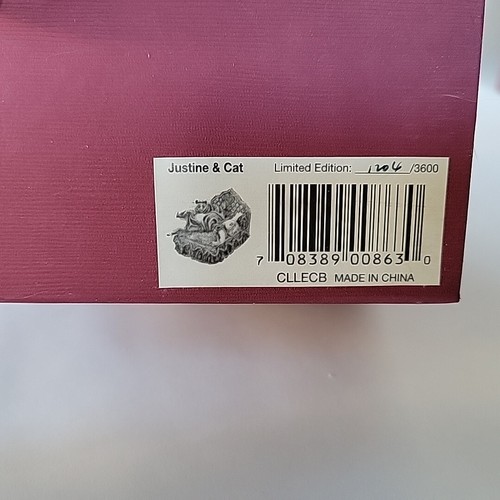 Justine & Cat Limited Edition: 1204 /3600
7 08389 00863 0
CLLECB MADE IN CHINA